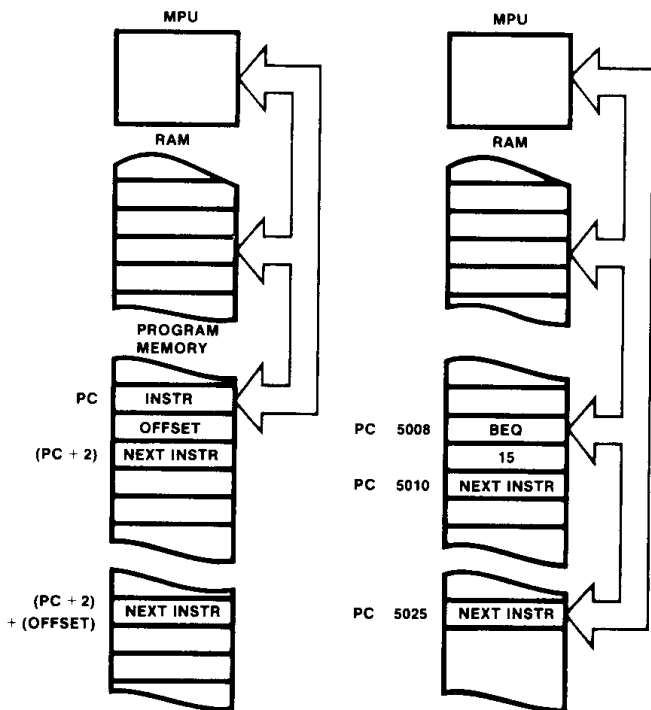 MPU
RAM
PROGRAM
MEMORY
PC INSTR
OFFSET
(PC + 2) NEXT INSTR
(PC + 2) NEXT INSTR
+ (OFFSET)
MPU
RAM
PC 5008 BEQ
15
PC 5010 NEXT INSTR
PC 5025 NEXT INSTR